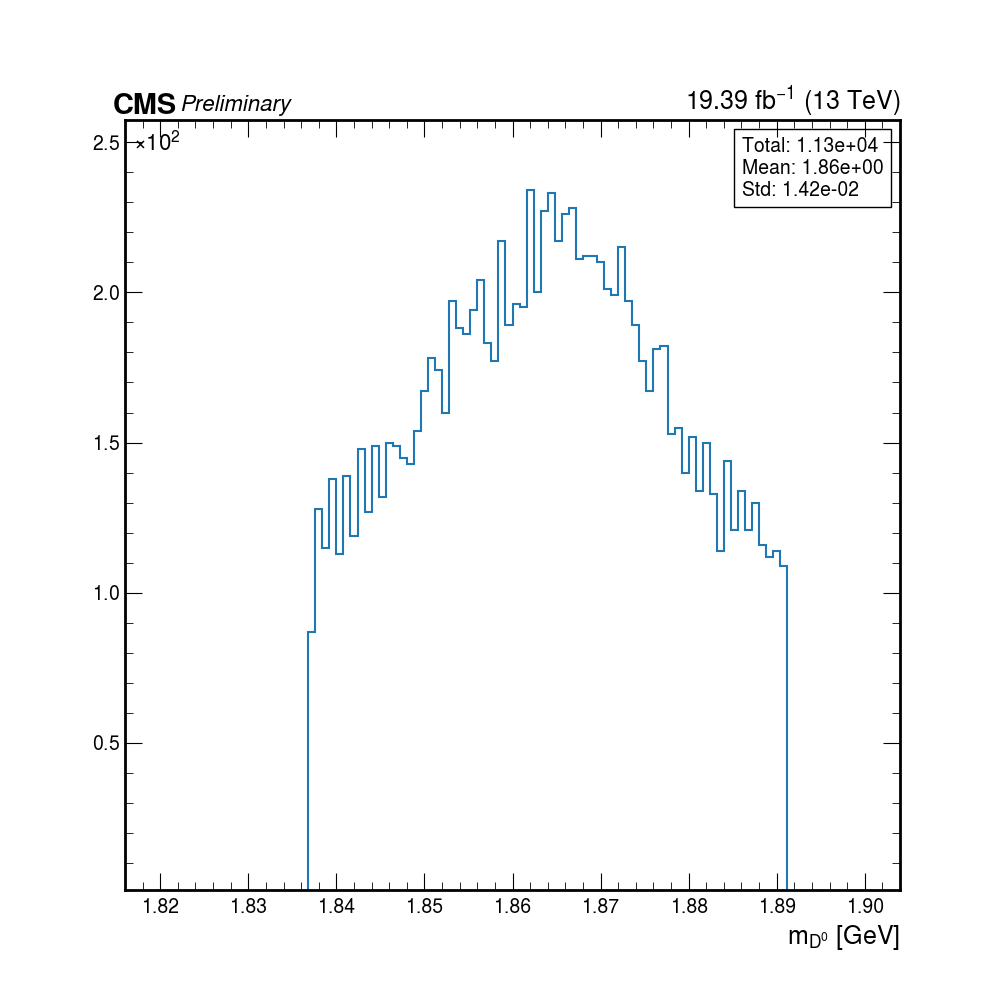 CMS Preliminary
19.39 fb⁻¹ (13 TeV)
×10²
Total: 1.13e+04
Mean: 1.86e+00
Std: 1.42e-02
2.5
2.0
1.5
1.0
0.5
1.82 1.83 1.84 1.85 1.86 1.87 1.88 1.89 1.90
m_D⁰ [GeV]